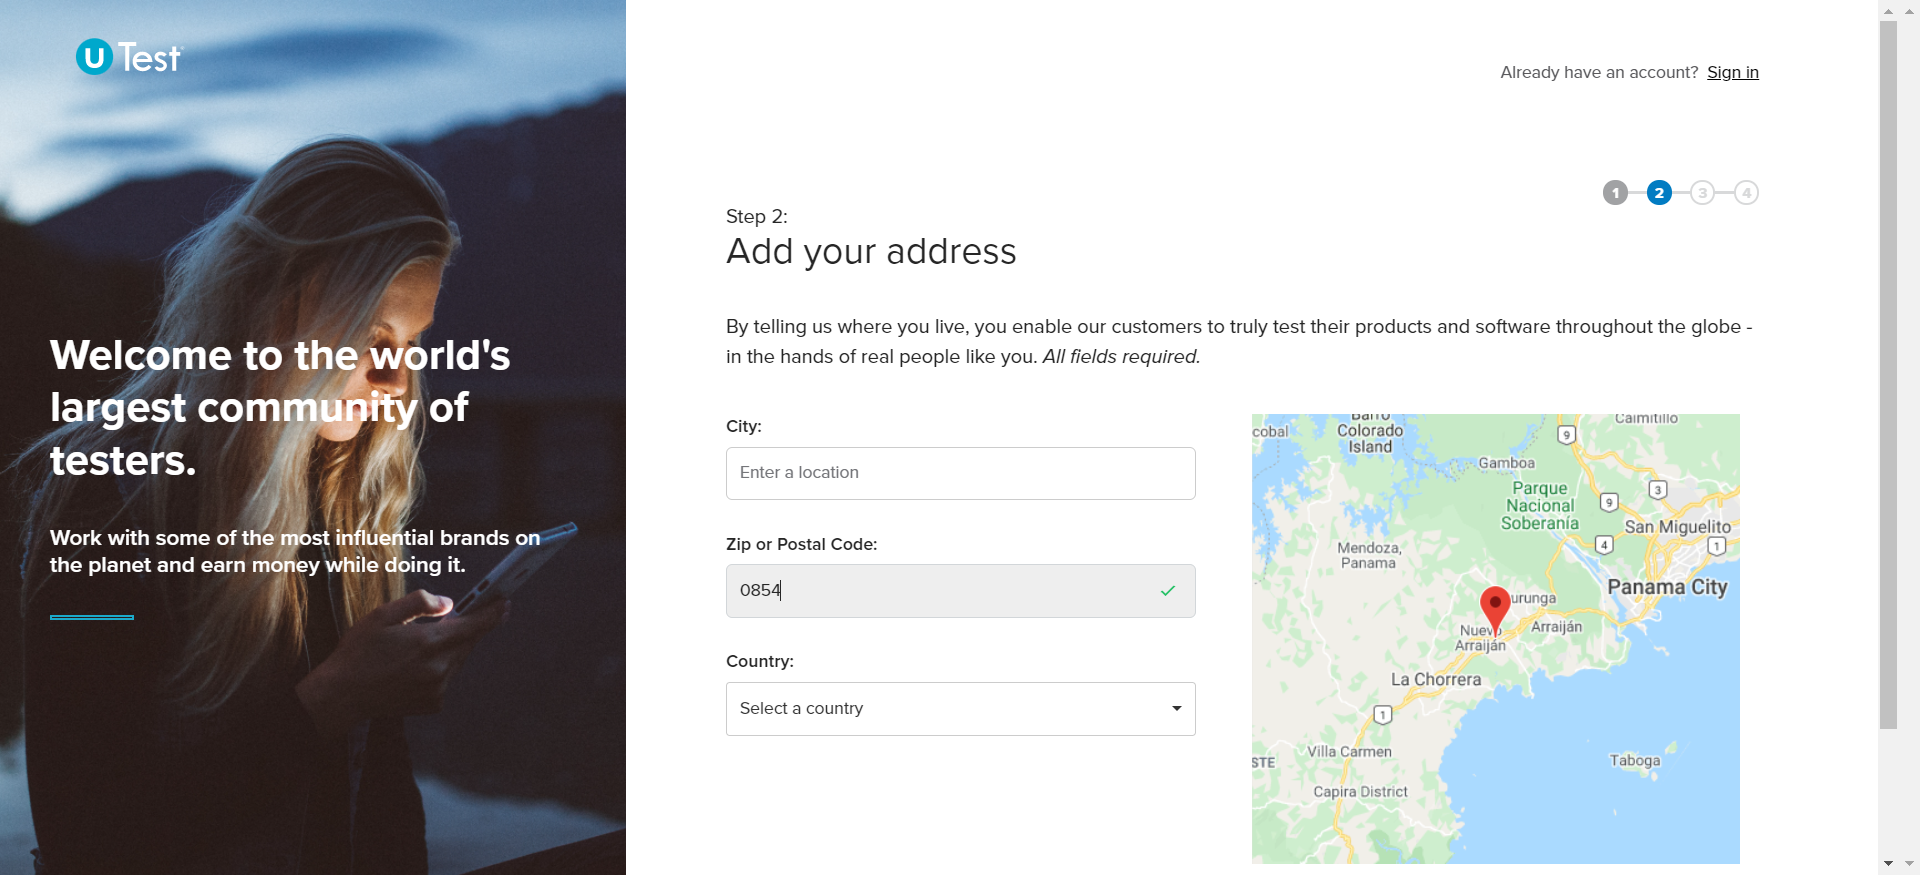 U Test
Already have an account? Sign in
1 2 3 4
Step 2:
Add your address
By telling us where you live, you enable our customers to truly test their products and software throughout the globe -
in the hands of real people like you. All fields required.
Welcome to the world's
largest community of
testers.
Work with some of the most influential brands on
the planet and earn money while doing it.
City:
Enter a location
Zip or Postal Code:
0854
Country:
Select a country
Barro
Colorado
Island
cobal
Caimitillo
9
Gamboa
3
Parque
Nacional
Soberanía
9
San Miguelito
4
1
Mendoza,
Panama
Panama City
urunga
Nuevo
Arraiján
Arraiján
La Chorrera
1
Villa Carmen
STE
Taboga
Capira District